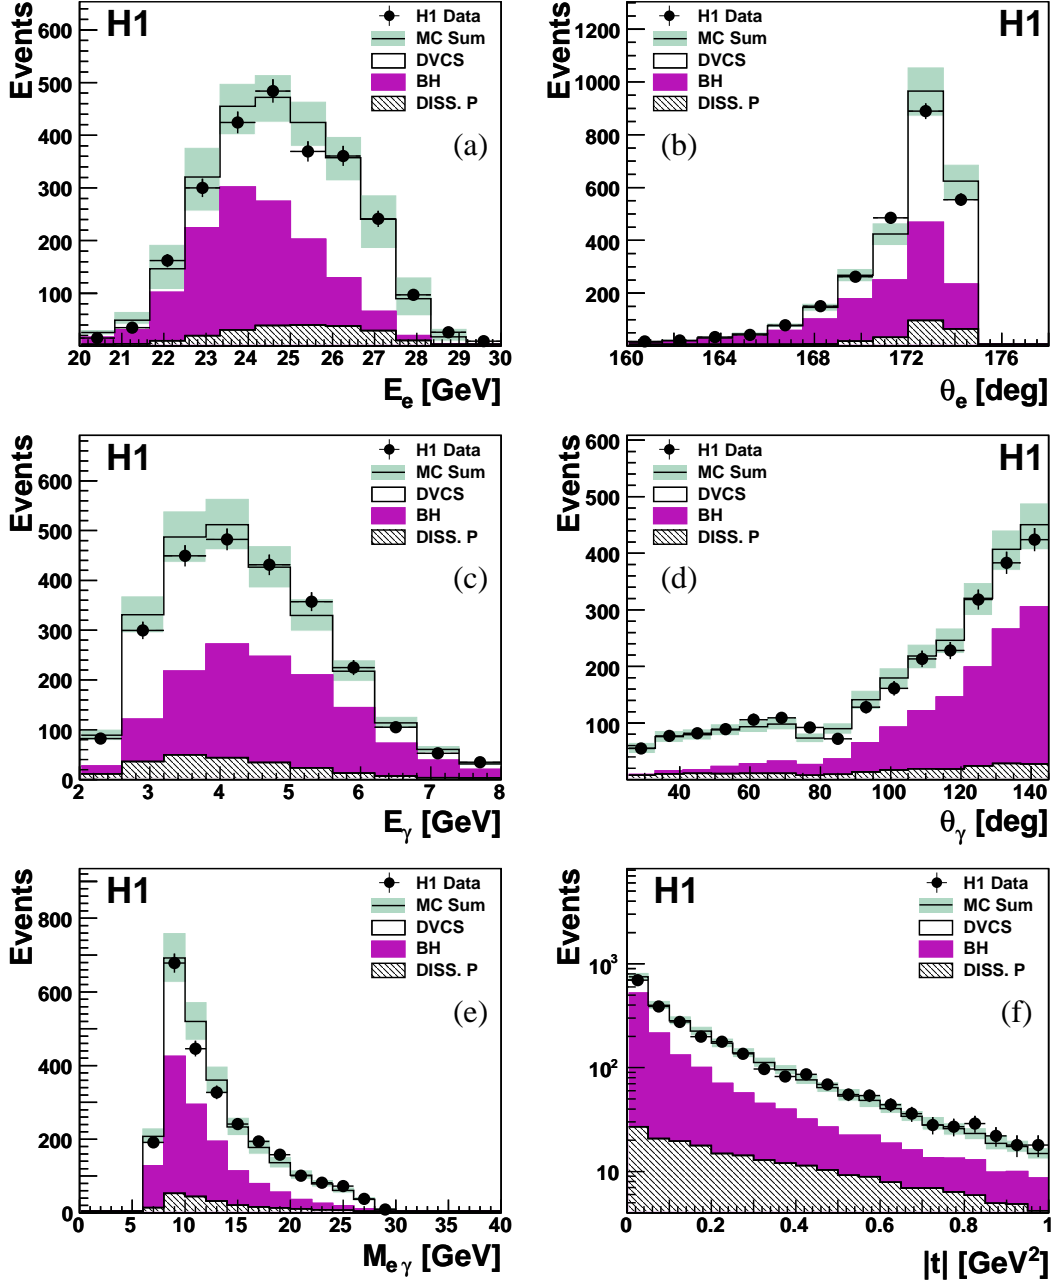 Events
H1
H1 Data
MC Sum
DVCS
BH
DISS. P
(a)
600
500
400
300
200
100
20 21 22 23 24 25 26 27 28 29 30
E_e [GeV]
Events
H1
H1 Data
MC Sum
DVCS
BH
DISS. P
(b)
1200
1000
800
600
400
200
160 164 168 172 176
θ_e [deg]
Events
H1
H1 Data
MC Sum
DVCS
BH
DISS. P
(c)
600
500
400
300
200
100
0
2 3 4 5 6 7 8
E_γ [GeV]
Events
H1
H1 Data
MC Sum
DVCS
BH
DISS. P
(d)
600
500
400
300
200
100
40 60 80 100 120 140
θ_γ [deg]
Events
H1
H1 Data
MC Sum
DVCS
BH
DISS. P
(e)
800
600
400
200
0
0 5 10 15 20 25 30 35 40
M_eγ [GeV]
Events
H1
H1 Data
MC Sum
DVCS
BH
DISS. P
(f)
10³
10²
10
0 0.2 0.4 0.6 0.8 1
|t| [GeV²]